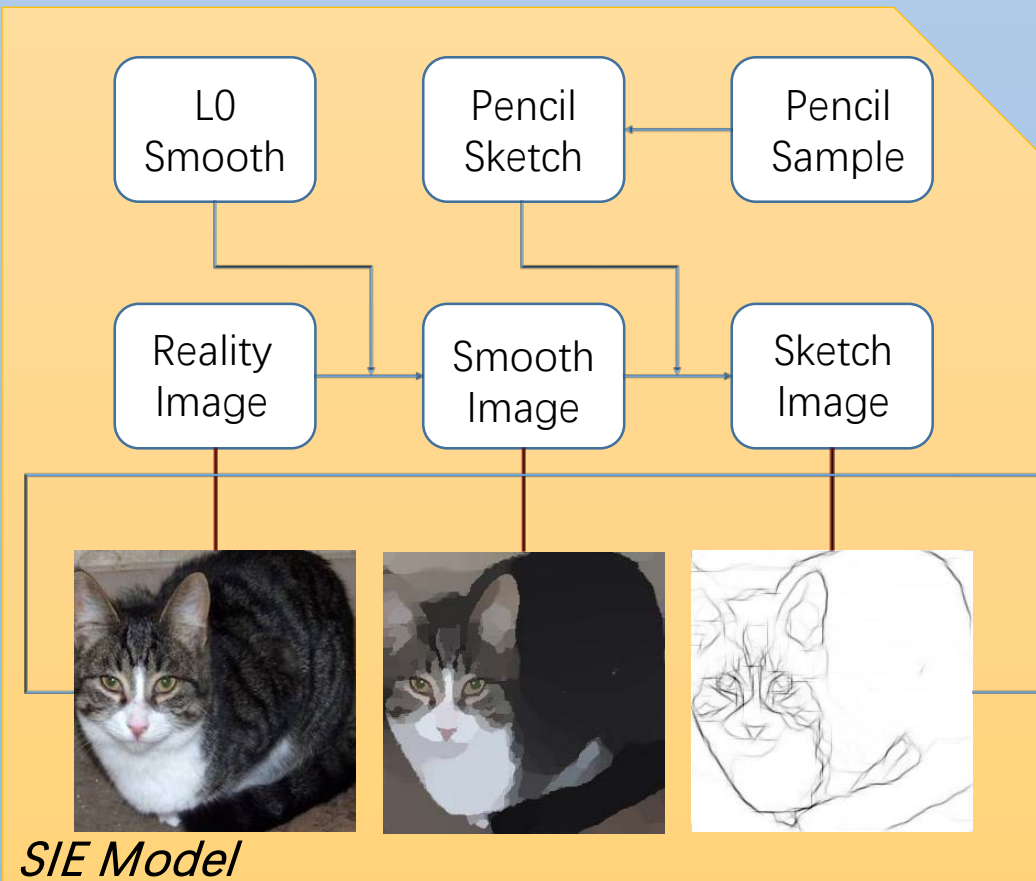 L0
Smooth
Pencil
Sketch
Pencil
Sample
Reality
Image
Smooth
Image
Sketch
Image
SIE Model